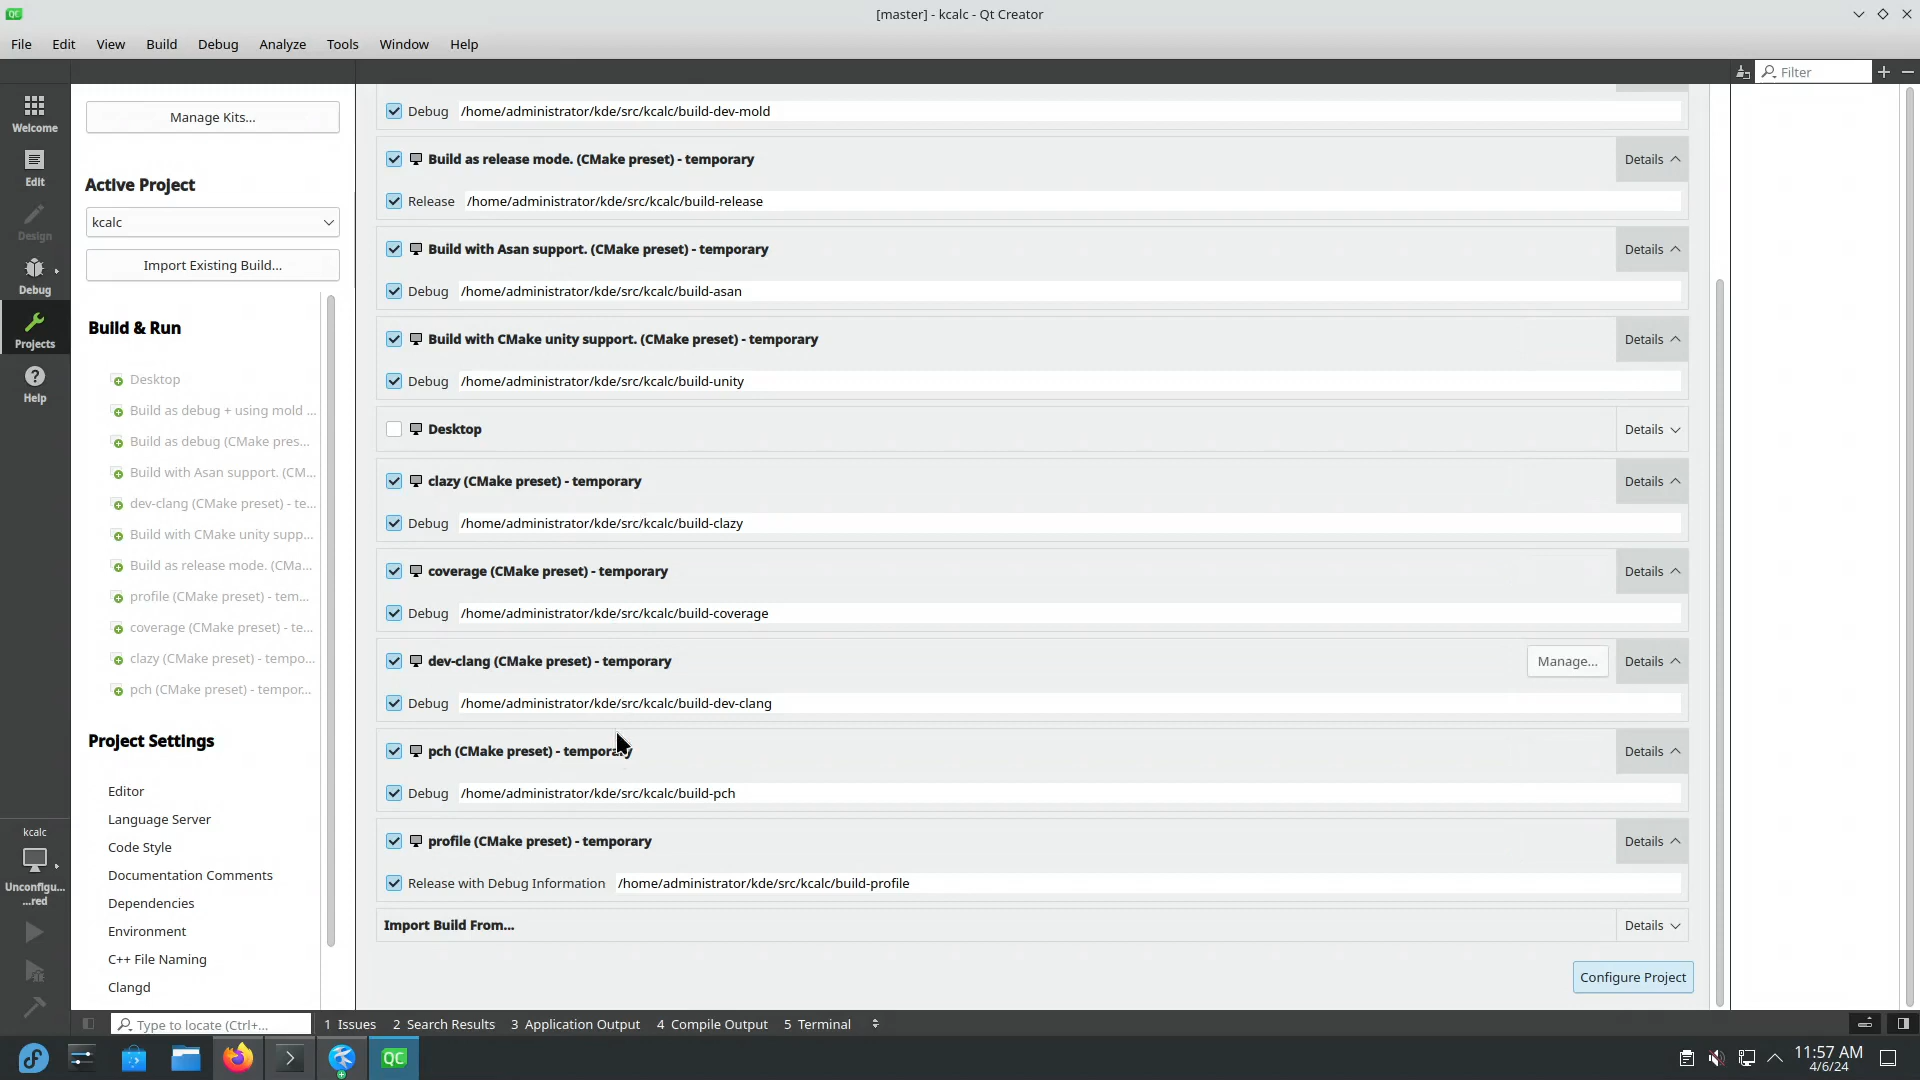 QC
[master] - kcalc - Qt Creator
File Edit View Build Debug Analyze Tools Window Help
Filter
Welcome
Edit
Design
Debug
Projects
Help
kcalc
Unconfigu...
...red
Manage Kits...
Active Project
kcalc
Import Existing Build...
Build & Run
Desktop
Build as debug + using mold ...
Build as debug (CMake pres...
Build with Asan support. (CM...
dev-clang (CMake preset) - te...
Build with CMake unity supp...
Build as release mode. (CMa...
profile (CMake preset) - tem...
coverage (CMake preset) - te...
clazy (CMake preset) - tempo...
pch (CMake preset) - tempor...
Project Settings
Editor
Language Server
Code Style
Documentation Comments
Dependencies
Environment
C++ File Naming
Clangd
Debug /home/administrator/kde/src/kcalc/build-dev-mold
Build as release mode. (CMake preset) - temporary Details
Release /home/administrator/kde/src/kcalc/build-release
Build with Asan support. (CMake preset) - temporary Details
Debug /home/administrator/kde/src/kcalc/build-asan
Build with CMake unity support. (CMake preset) - temporary Details
Debug /home/administrator/kde/src/kcalc/build-unity
Desktop Details
clazy (CMake preset) - temporary Details
Debug /home/administrator/kde/src/kcalc/build-clazy
coverage (CMake preset) - temporary Details
Debug /home/administrator/kde/src/kcalc/build-coverage
dev-clang (CMake preset) - temporary Manage... Details
Debug /home/administrator/kde/src/kcalc/build-dev-clang
pch (CMake preset) - temporary Details
Debug /home/administrator/kde/src/kcalc/build-pch
profile (CMake preset) - temporary Details
Release with Debug Information /home/administrator/kde/src/kcalc/build-profile
Import Build From... Details
Configure Project
Type to locate (Ctrl+... 1 Issues 2 Search Results 3 Application Output 4 Compile Output 5 Terminal
QC
11:57 AM
4/6/24